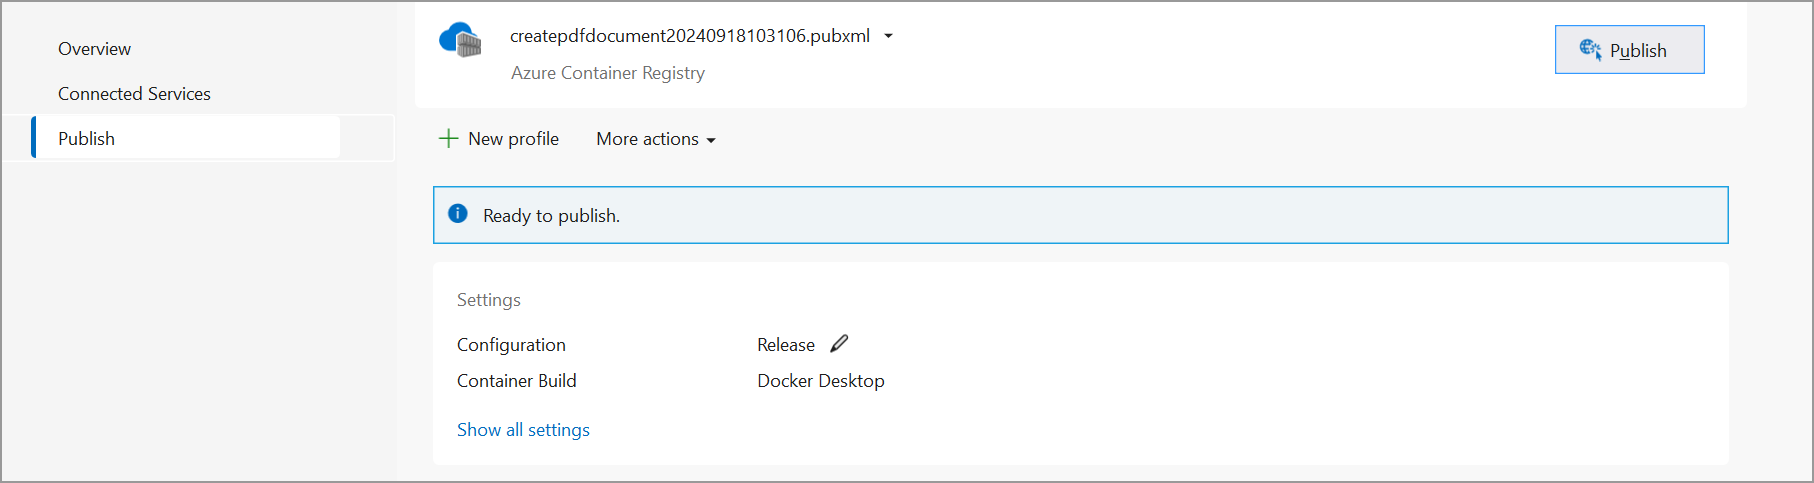 Overview
Connected Services
Publish
createpdfdocument20240918103106.pubxml
Azure Container Registry
Publish
New profile
More actions
Ready to publish.
Settings
Configuration Release
Container Build Docker Desktop
Show all settings